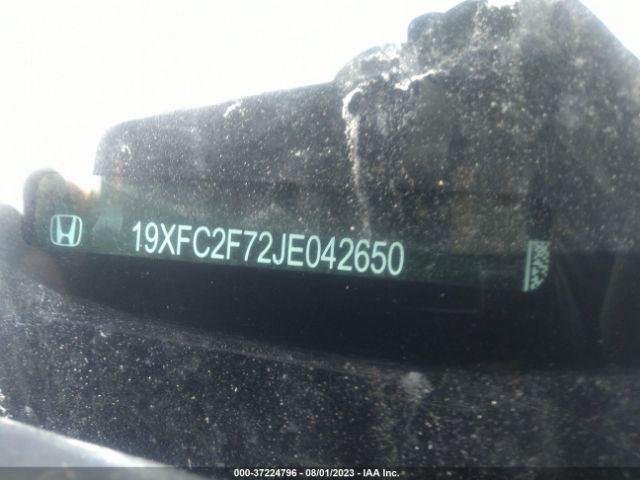 19XFC2F72JE042650
000-37224796 - 08/01/2023 - IAA Inc.